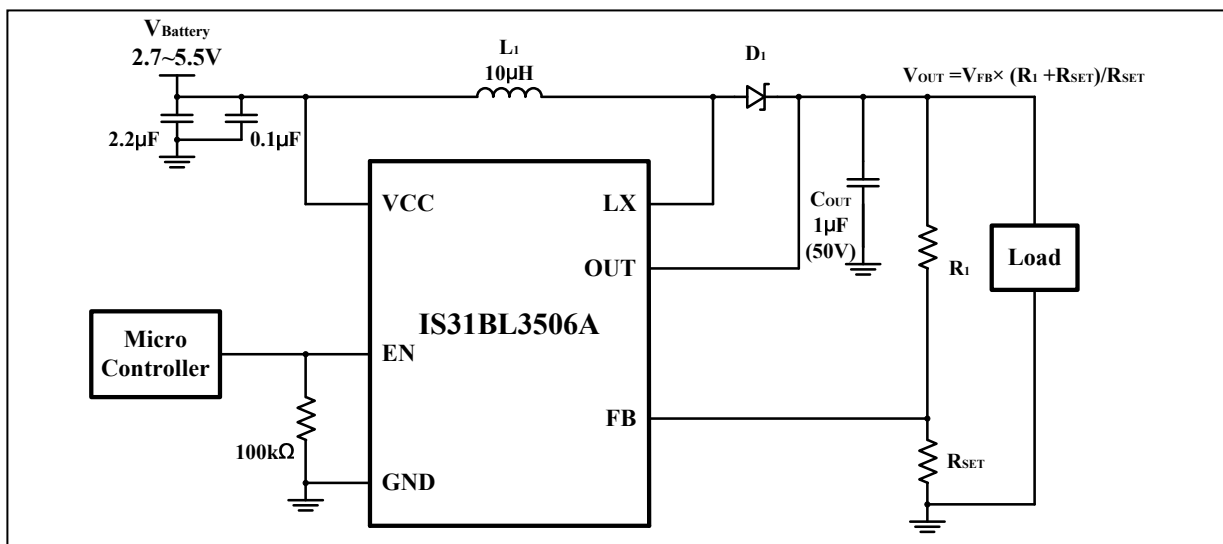 VBattery
2.7~5.5V
L1
10µH
D1
VOUT =VFB× (R1 +RSET)/RSET
2.2µF
0.1µF
VCC
LX
COUT
1µF
(50V)
OUT
R1
Load
IS31BL3506A
Micro
Controller
EN
FB
100kΩ
RSET
GND